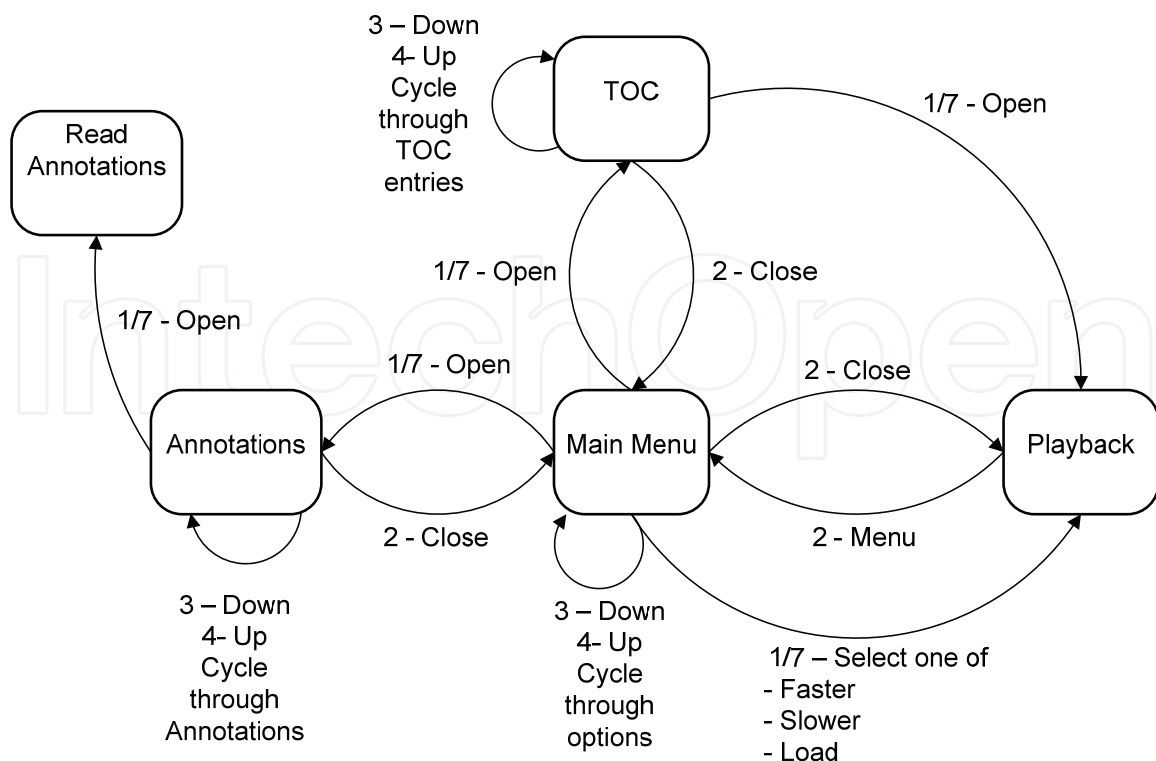 3 – Down
4- Up
Cycle
through
TOC
entries
TOC
1/7 - Open
Read
Annotations
1/7 - Open
2 - Close
1/7 - Open
1/7 - Open
2 - Close
Annotations
Main Menu
Playback
2 - Close
2 - Menu
3 – Down
4- Up
Cycle
through
Annotations
3 – Down
4- Up
Cycle
through
options
1/7 – Select one of
- Faster
- Slower
- Load
IntechOpen